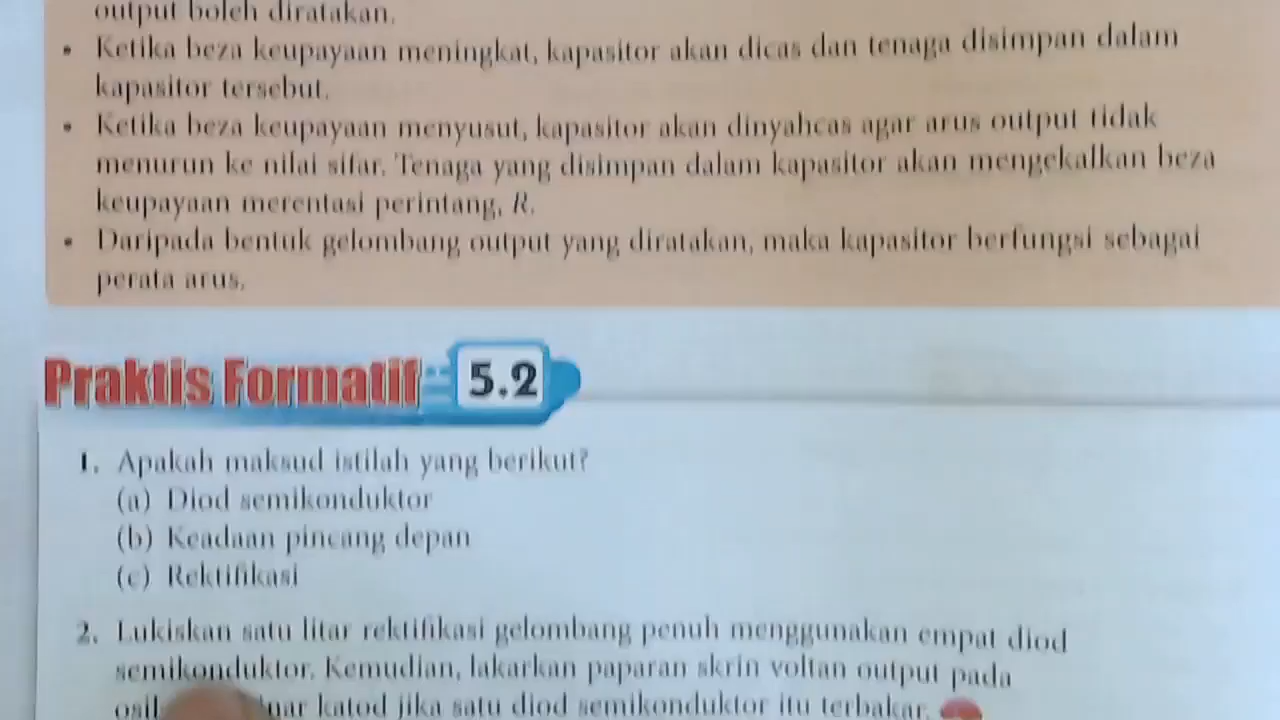 output boleh diratakan.
• Ketika beza keupayaan meningkat, kapasitor akan dicas dan tenaga disimpan dalam
kapasitor tersebut.
• Ketika beza keupayaan menyusut, kapasitor akan dinyahcas agar arus output tidak
menurun ke nilai sifar. Tenaga yang disimpan dalam kapasitor akan mengekalkan beza
keupayaan merentasi perintang, R.
• Daripada bentuk gelombang output yang diratakan, maka kapasitor berfungsi sebagai
perata arus.
Praktis Formatif 5.2
1. Apakah maksud istilah yang berikut?
(a) Diod semikonduktor
(b) Keadaan pincang depan
(c) Rektifikasi
2. Lukiskan satu litar rektifikasi gelombang penuh menggunakan empat diod
semikonduktor. Kemudian, lakarkan paparan skrin voltan output pada
katod jika satu diod semikonduktor itu terbakar.